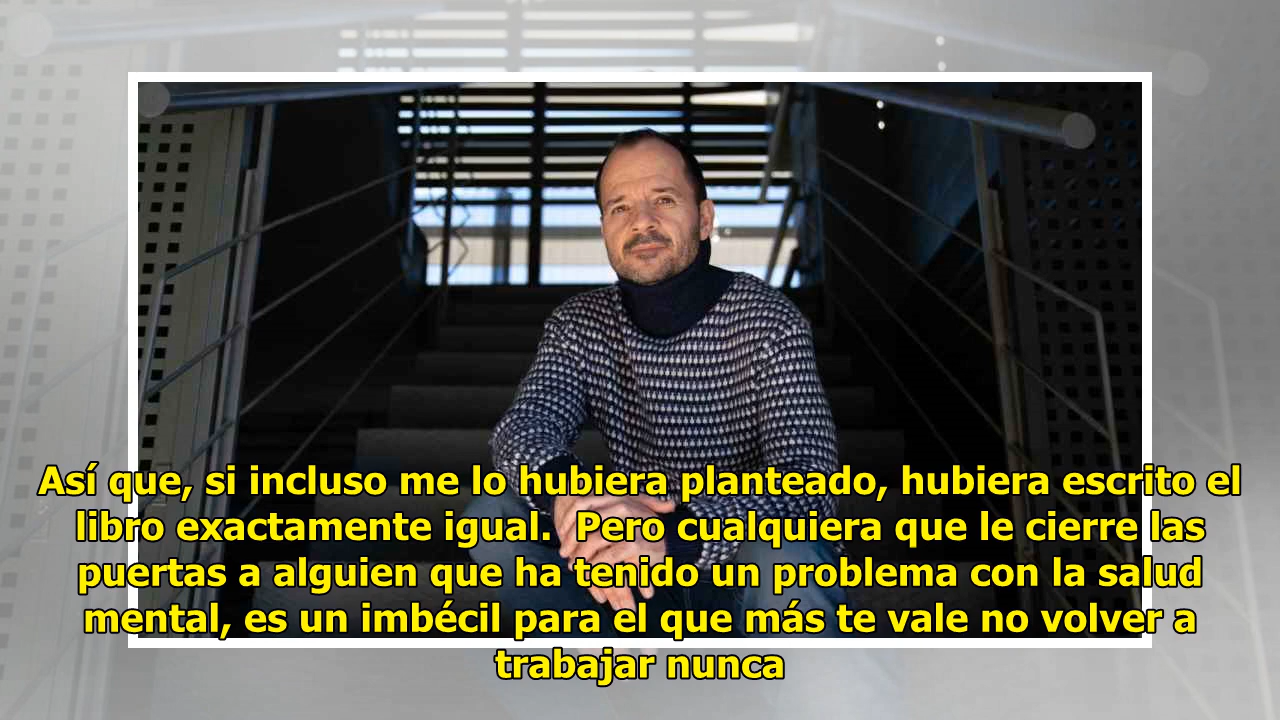 Así que, si incluso me lo hubiera planteado, hubiera escrito el
libro exactamente igual.  Pero cualquiera que le cierre las
puertas a alguien que ha tenido un problema con la salud
mental, es un imbécil para el que más te vale no volver a
trabajar nunca